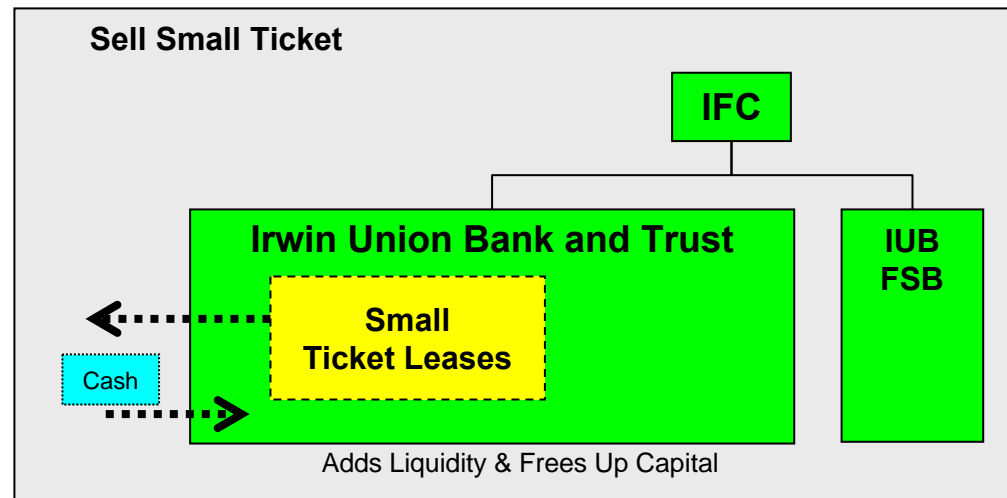 Sell Small Ticket
IFC
Irwin Union Bank and Trust
IUB
FSB
Small
Ticket Leases
Cash
Adds Liquidity & Frees Up Capital